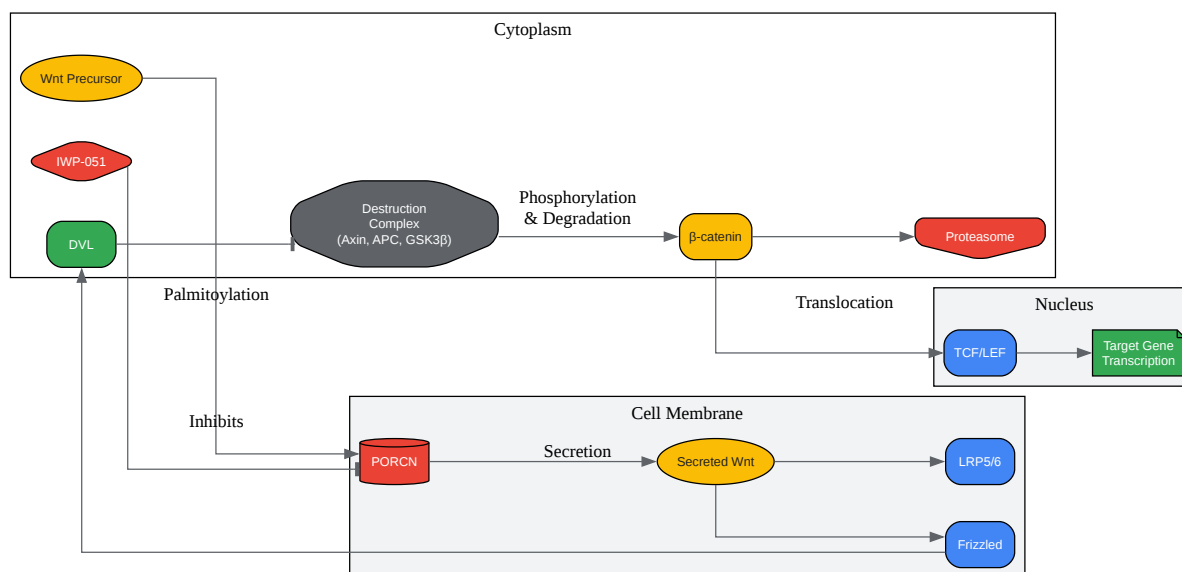 Cytoplasm
Wnt Precursor
IWP-051
DVL
Destruction
Complex
(Axin, APC, GSK3β)
Phosphorylation
& Degradation
β-catenin
Proteasome
Palmitoylation
Translocation
Nucleus
TCF/LEF
Target Gene
Transcription
Inhibits
Cell Membrane
PORCN
Secretion
Secreted Wnt
LRP5/6
Frizzled